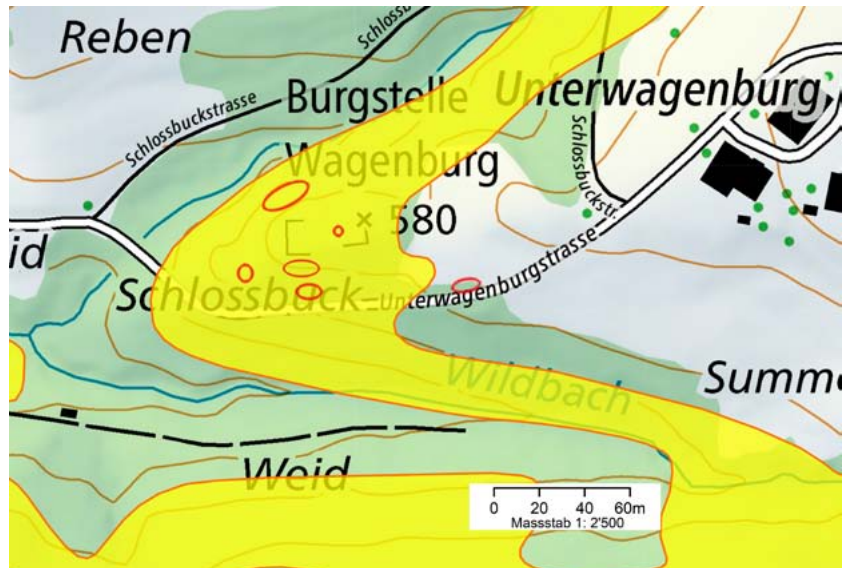 Reben
Schlossb
Schlossbuckstrasse
Burgstelle
Unterwagenburg
Wagenburg
Schlossbuckstr.
580
id
Schlossbuck
Unterwagenburgstrasse
Wildbach
Summe
Weid
0 20 40 60m
Massstab 1: 2'500